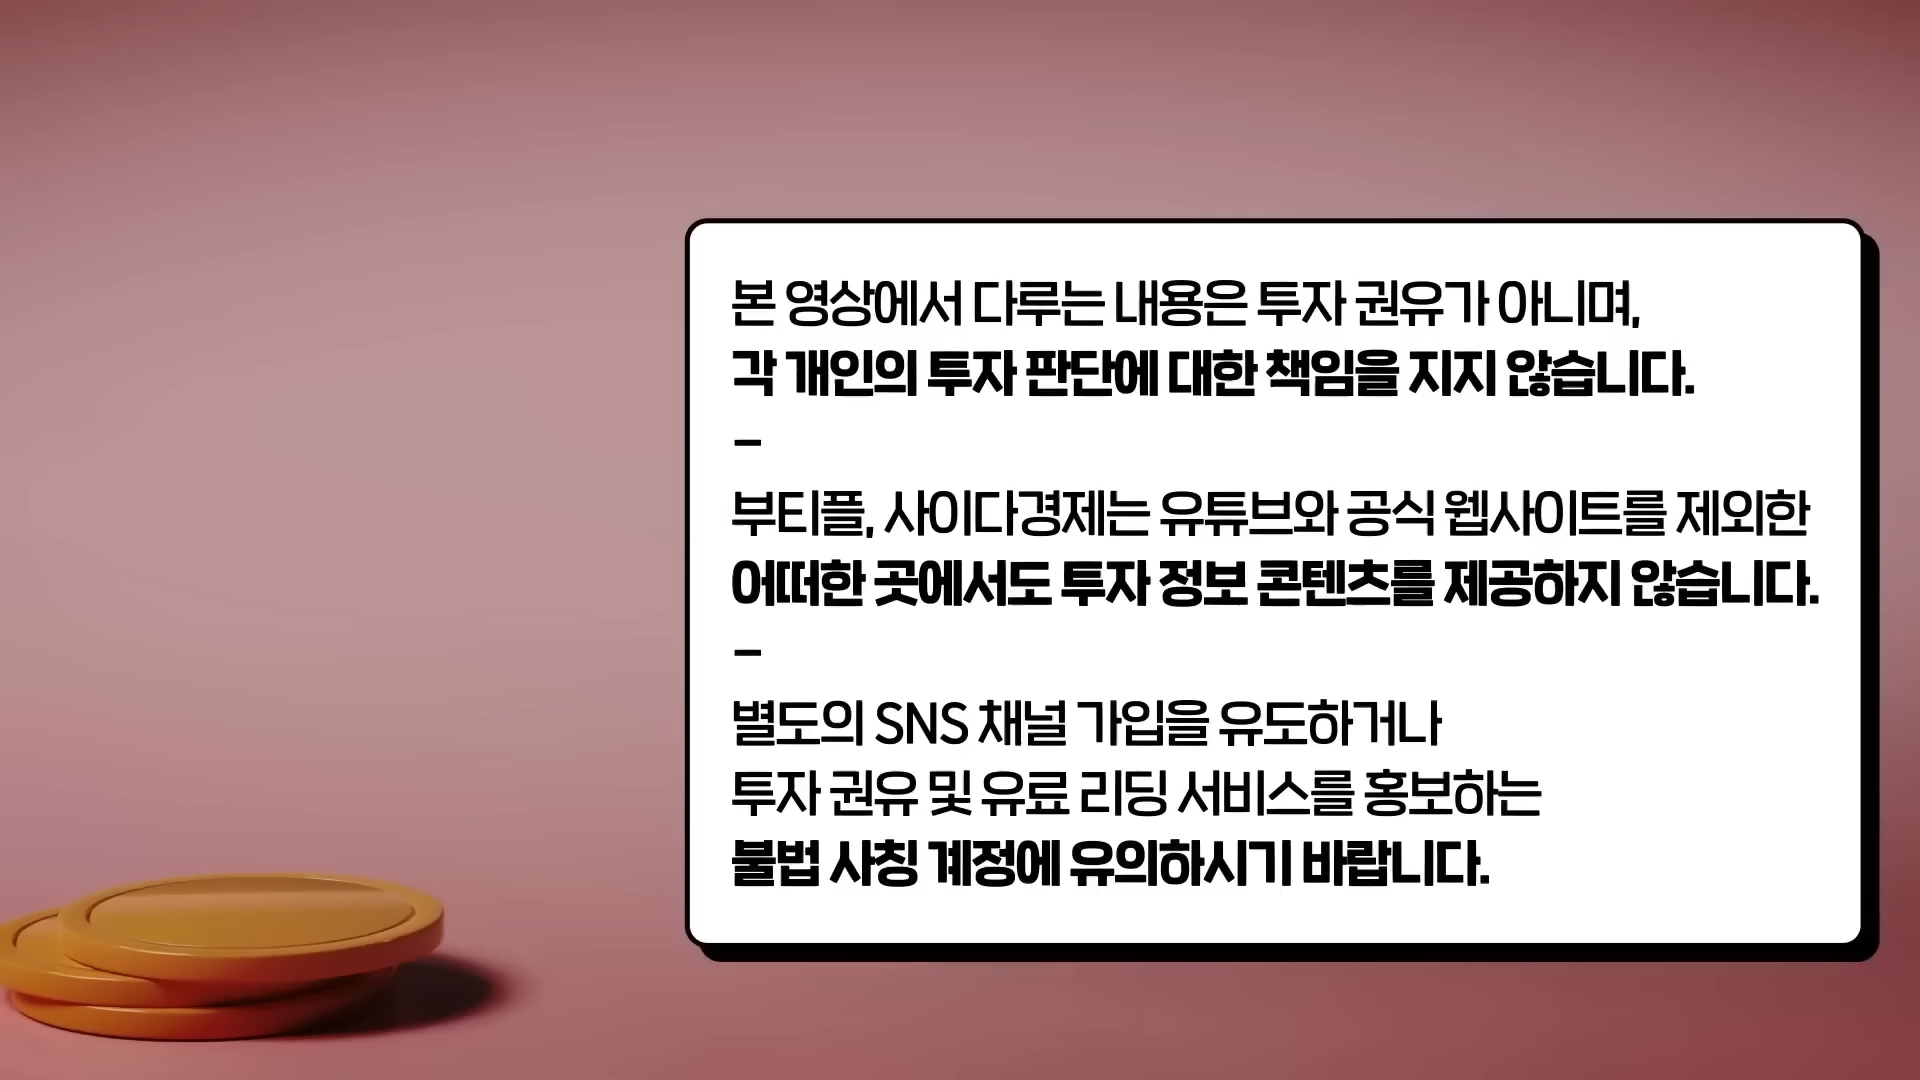 본 영상에서 다루는 내용은 투자 권유가 아니며,
각 개인의 투자 판단에 대한 책임을 지지 않습니다.
–
부티플, 사이다경제는 유튜브와 공식 웹사이트를 제외한
어떠한 곳에서도 투자 정보 콘텐츠를 제공하지 않습니다.
–
별도의 SNS 채널 가입을 유도하거나
투자 권유 및 유료 리딩 서비스를 홍보하는
불법 사칭 계정에 유의하시기 바랍니다.